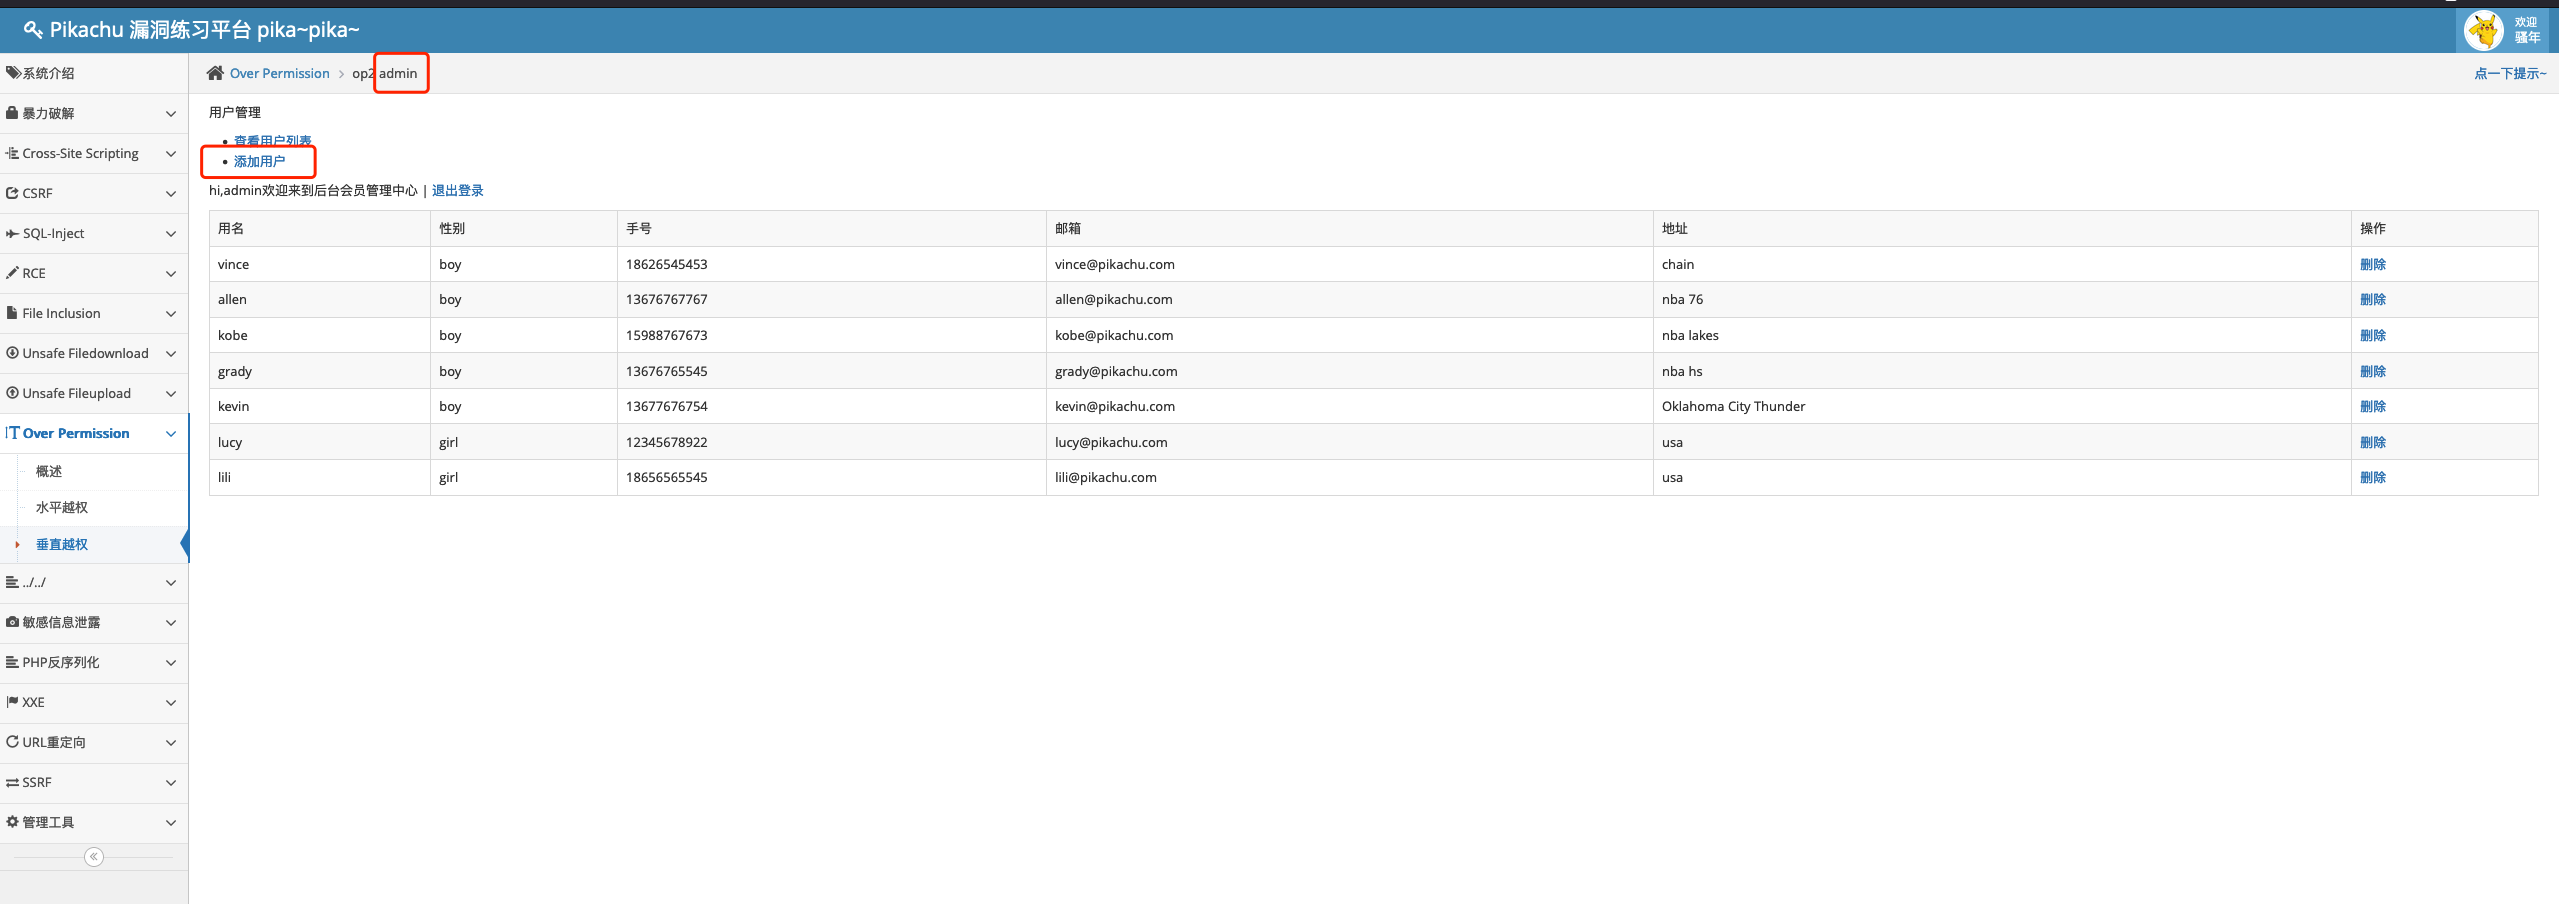 Pikachu 漏洞练习平台 pika~pika~
欢迎
骚年
系统介绍
暴力破解
Cross-Site Scripting
CSRF
SQL-Inject
RCE
File Inclusion
Unsafe Filedownload
Unsafe Fileupload
Over Permission
概述
水平越权
垂直越权
../../
敏感信息泄露
PHP反序列化
XXE
URL重定向
SSRF
管理工具
Over Permission > op2 admin
点一下提示~
用户管理
• 查看用户列表
• 添加用户
hi,admin欢迎来到后台会员管理中心 | 退出登录
用名 性别 手号 邮箱 地址 操作
vince boy 18626545453 vince@pikachu.com chain 删除
allen boy 13676767767 allen@pikachu.com nba 76 删除
kobe boy 15988767673 kobe@pikachu.com nba lakes 删除
grady boy 13676765545 grady@pikachu.com nba hs 删除
kevin boy 13677676754 kevin@pikachu.com Oklahoma City Thunder 删除
lucy girl 12345678922 lucy@pikachu.com usa 删除
lili girl 18656565545 lili@pikachu.com usa 删除